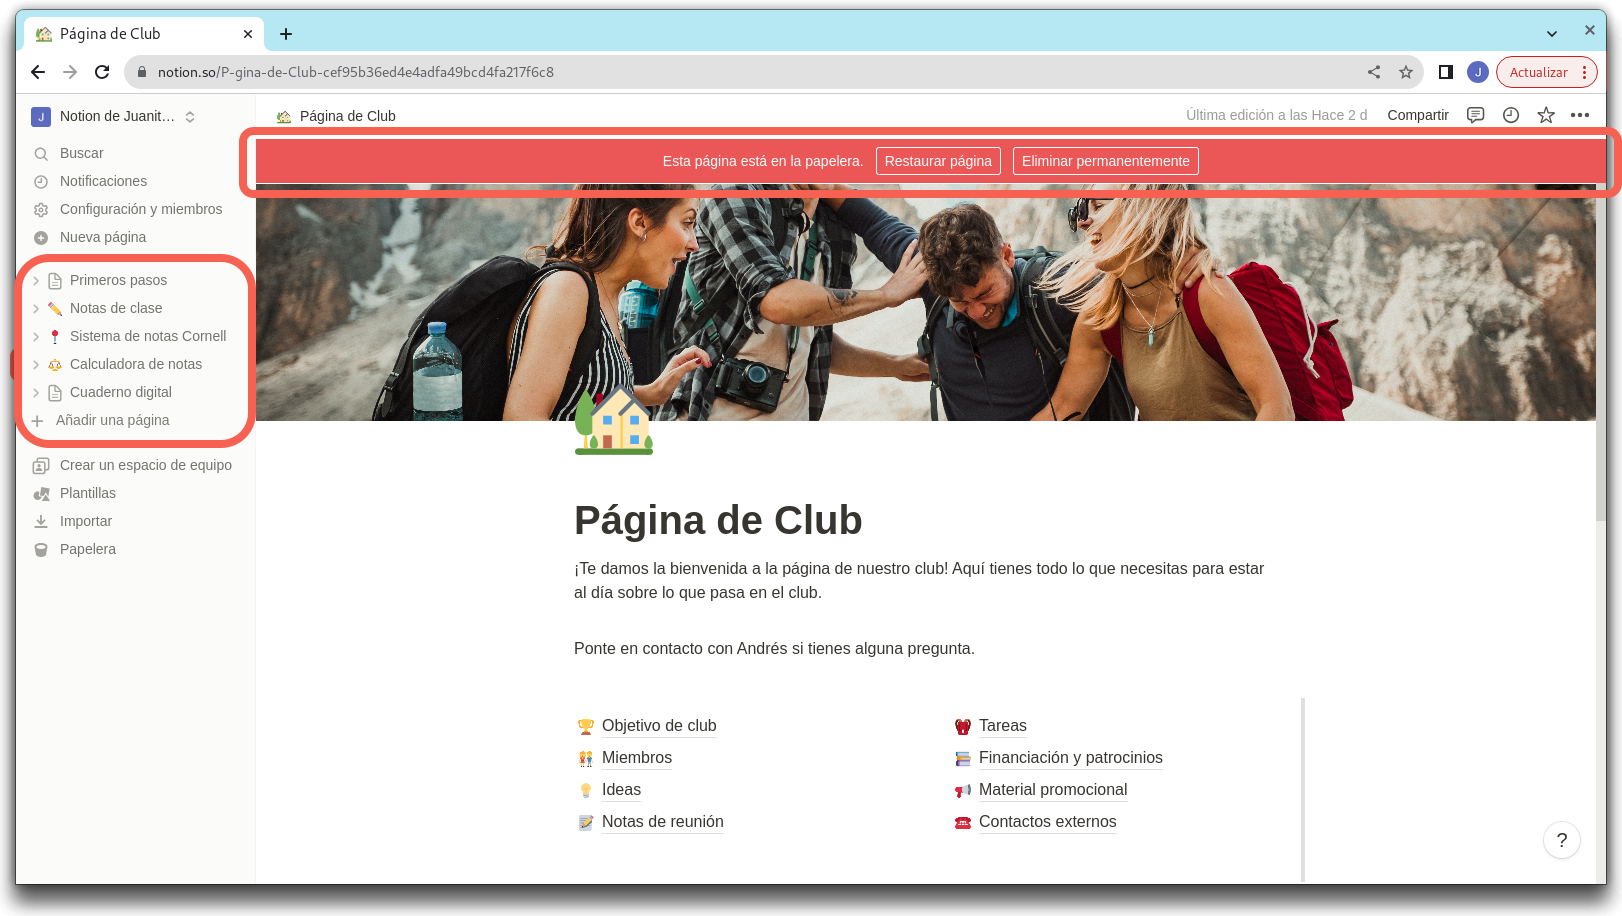 Página de Club
notion.so/P-gina-de-Club-cef95b36ed4e4adfa49bcd4fa217f6c8
J
Actualizar
J
Notion de Juanit…
Página de Club
Última edición a las Hace 2 d
Compartir
Buscar
Notificaciones
Configuración y miembros
Nueva página
Primeros pasos
Notas de clase
Sistema de notas Cornell
Calculadora de notas
Cuaderno digital
Añadir una página
Crear un espacio de equipo
Plantillas
Importar
Papelera
Esta página está en la papelera.
Restaurar página
Eliminar permanentemente
Página de Club
¡Te damos la bienvenida a la página de nuestro club! Aquí tienes todo lo que necesitas para estar
al día sobre lo que pasa en el club.
Ponte en contacto con Andrés si tienes alguna pregunta.
Objetivo de club
Miembros
Ideas
Notas de reunión
Tareas
Financiación y patrocinios
Material promocional
Contactos externos
?